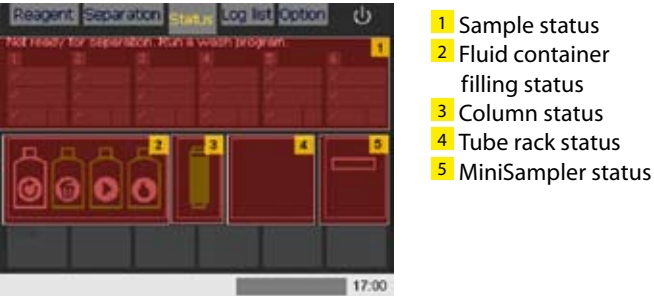 Reagent Separation Status Log list Option
Not ready for separation. Run a wash program.
1
1 2 3 4 5 6
2 3 4 5
17:00
1 Sample status
2 Fluid container
filling status
3 Column status
4 Tube rack status
5 MiniSampler status